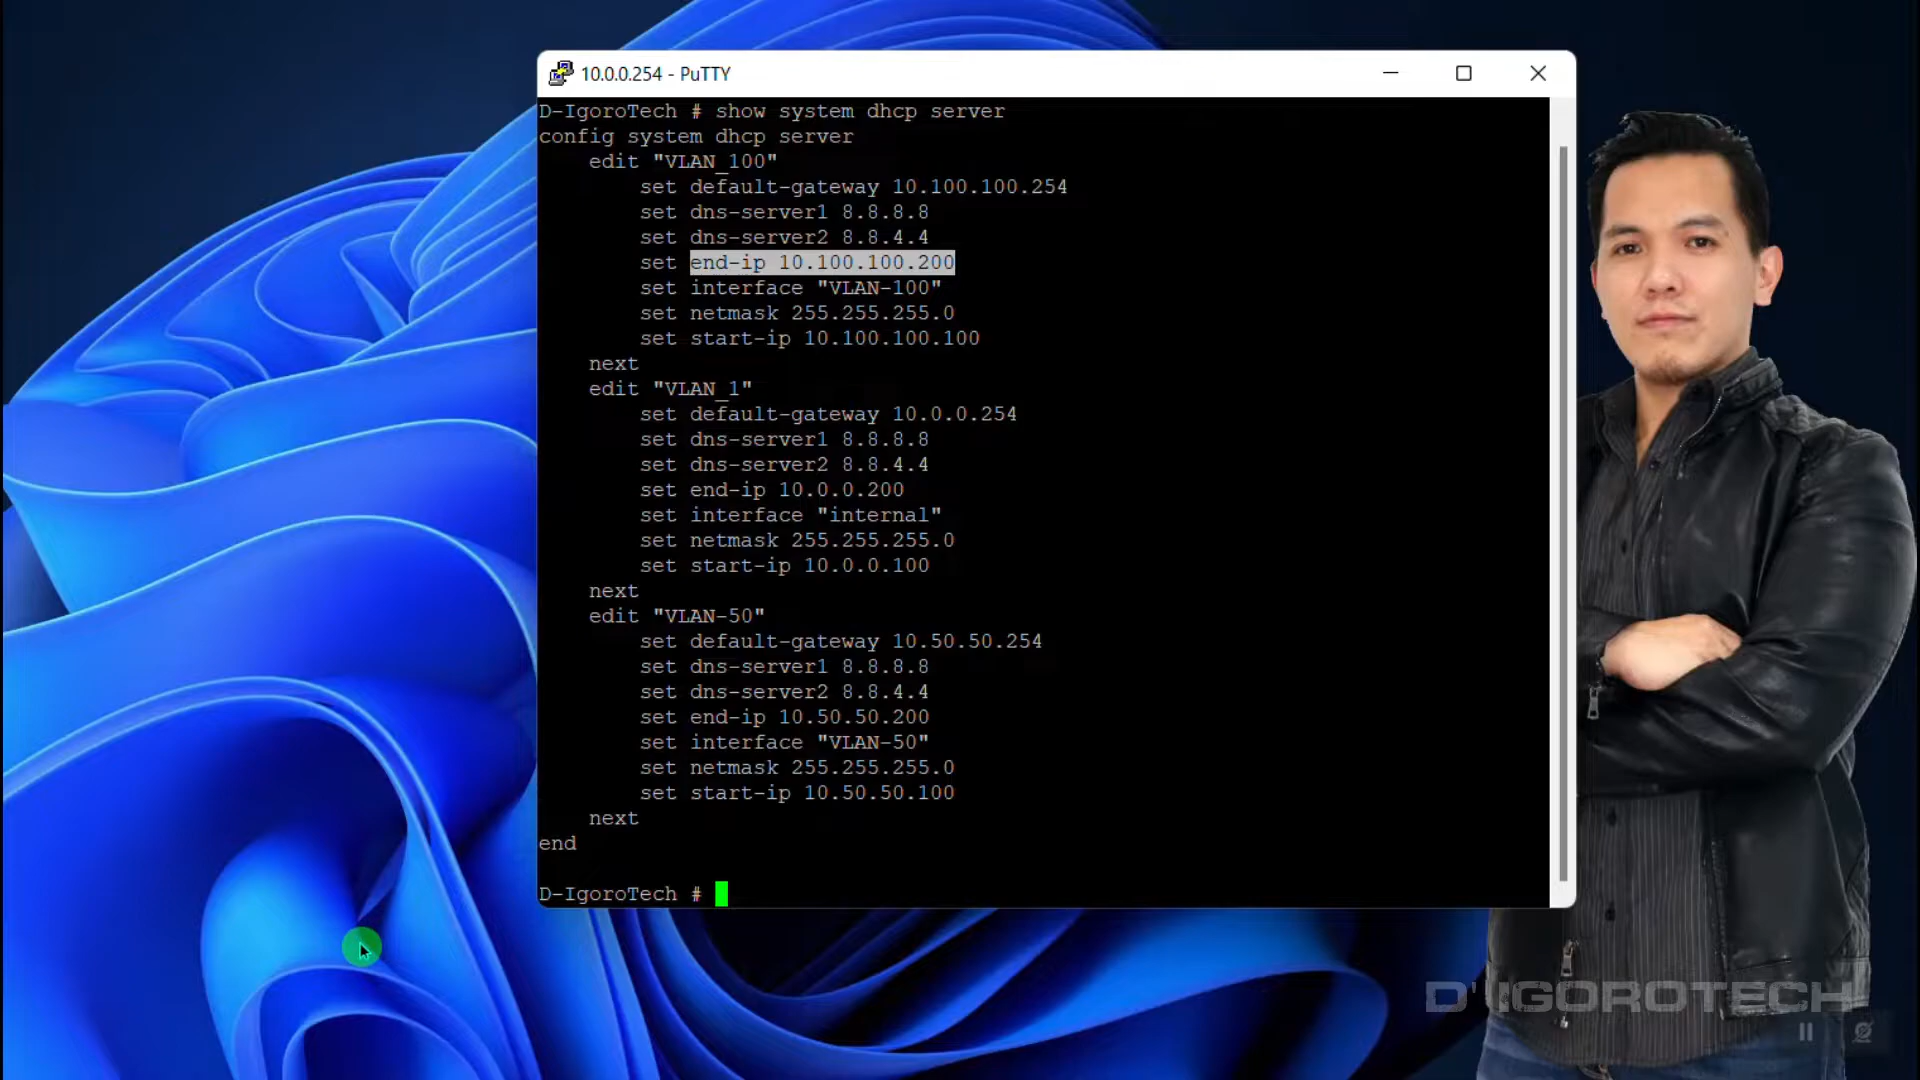 10.0.0.254 - PuTTY
D-IgoroTech # show system dhcp server
config system dhcp server
    edit "VLAN_100"
        set default-gateway 10.100.100.254
        set dns-server1 8.8.8.8
        set dns-server2 8.8.4.4
        set end-ip 10.100.100.200
        set interface "VLAN-100"
        set netmask 255.255.255.0
        set start-ip 10.100.100.100
    next
    edit "VLAN_1"
        set default-gateway 10.0.0.254
        set dns-server1 8.8.8.8
        set dns-server2 8.8.4.4
        set end-ip 10.0.0.200
        set interface "internal"
        set netmask 255.255.255.0
        set start-ip 10.0.0.100
    next
    edit "VLAN-50"
        set default-gateway 10.50.50.254
        set dns-server1 8.8.8.8
        set dns-server2 8.8.4.4
        set end-ip 10.50.50.200
        set interface "VLAN-50"
        set netmask 255.255.255.0
        set start-ip 10.50.50.100
    next
end
D-IgoroTech #
D'IGOROTECH